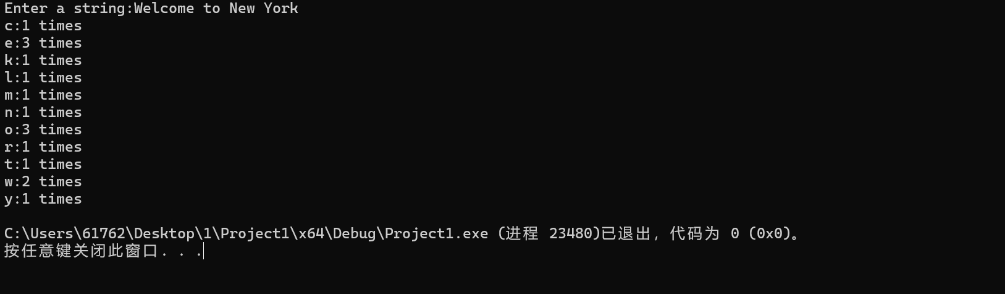 Enter a string:Welcome to New York
c:1 times
e:3 times
k:1 times
l:1 times
m:1 times
n:1 times
o:3 times
r:1 times
t:1 times
w:2 times
y:1 times
C:\Users\61762\Desktop\1\Project1\x64\Debug\Project1.exe (进程 23480)已退出，代码为 0 (0x0)。
按任意键关闭此窗口. . .